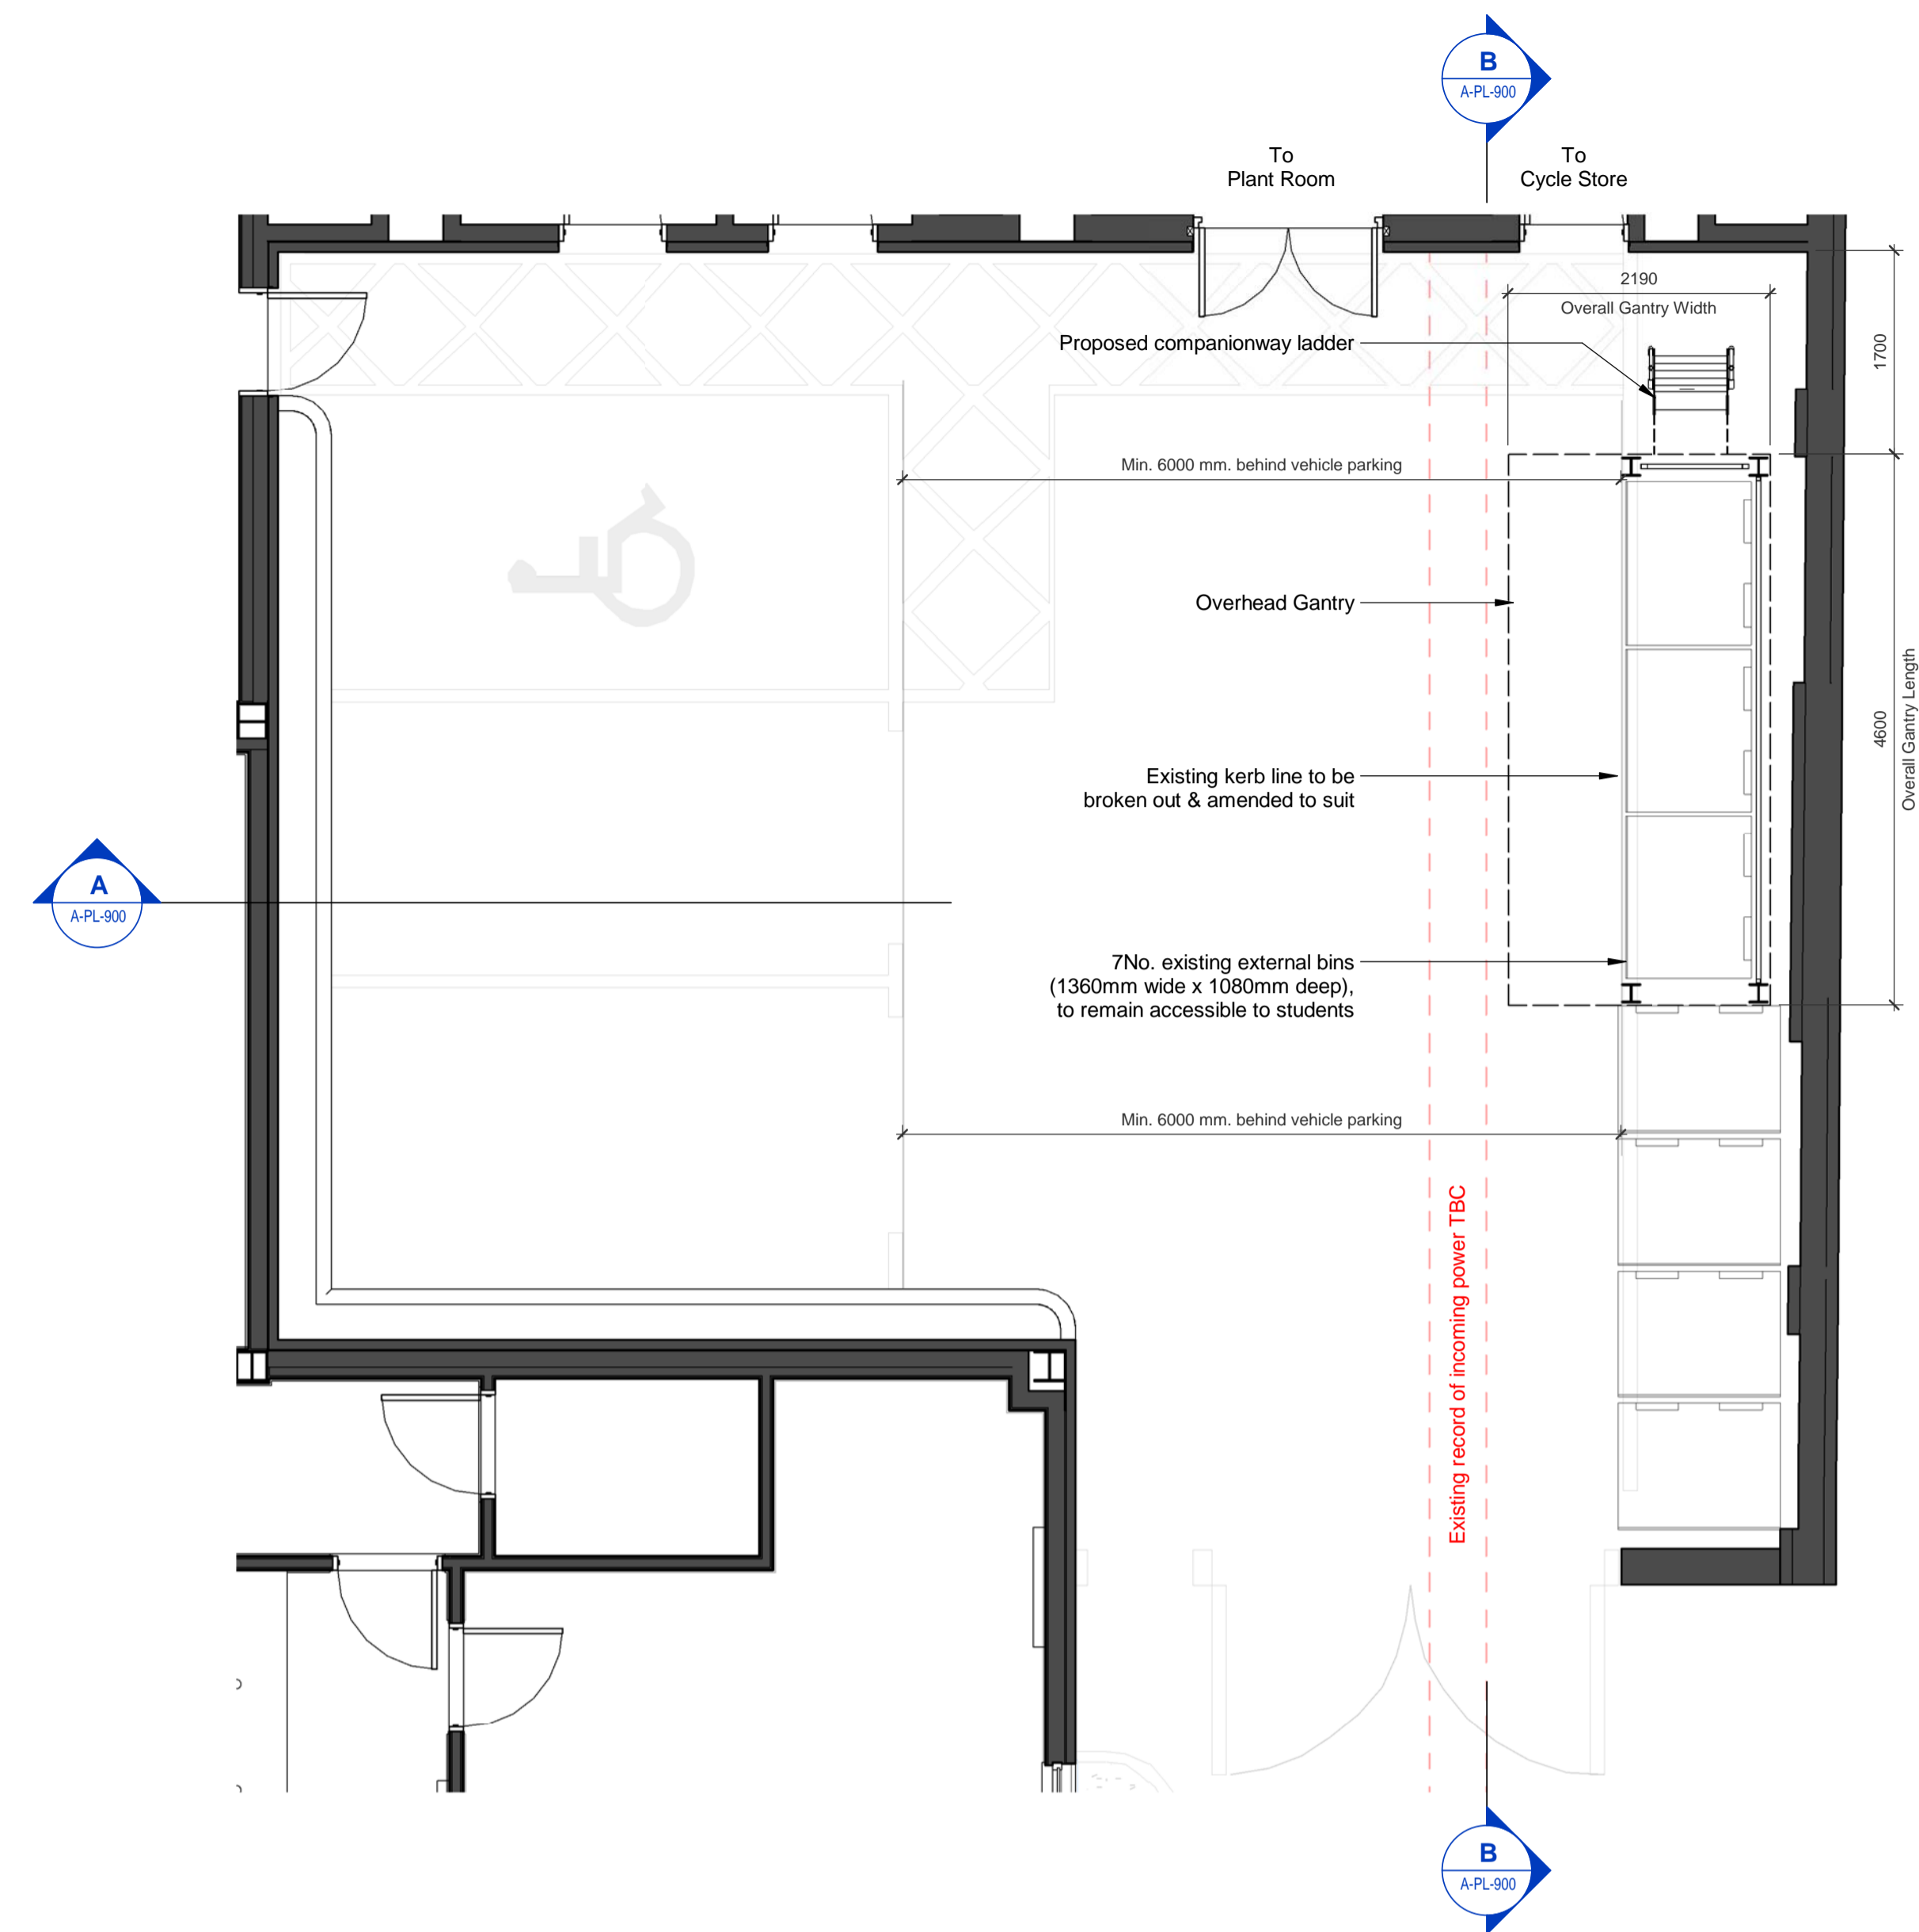 B
A-PL-900
To
Plant Room
To
Cycle Store
2190
Overall Gantry Width
Proposed companionway ladder
1700
Min. 6000 mm. behind vehicle parking
Overhead Gantry
4600
Overall Gantry Length
Existing kerb line to be
broken out & amended to suit
A
A-PL-900
7No. existing external bins
(1360mm wide x 1080mm deep),
to remain accessible to students
Min. 6000 mm. behind vehicle parking
Existing record of incoming power TBC
B
A-PL-900